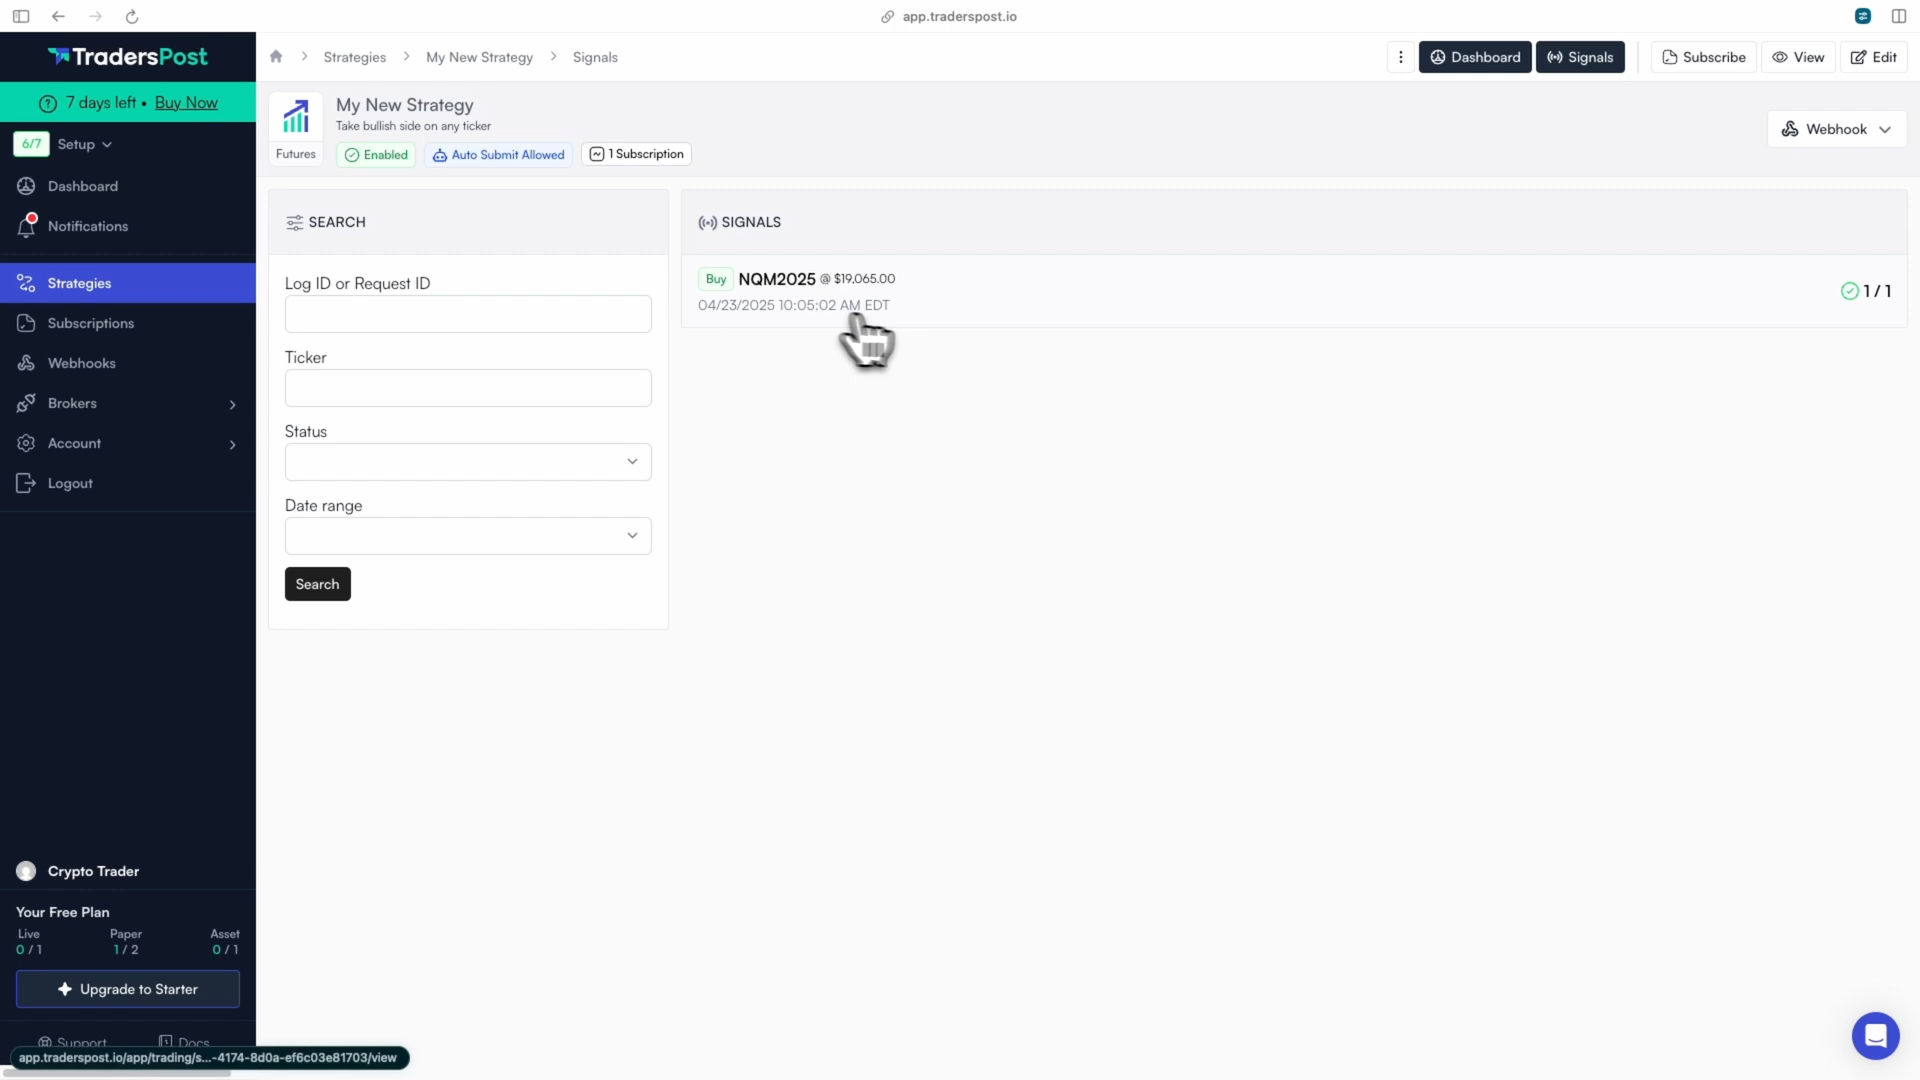 app.traderspost.io
TradersPost
Strategies
My New Strategy
Signals
Dashboard
Signals
Subscribe
View
Edit
7 days left • Buy Now
6/7 Setup
Dashboard
Notifications
Strategies
Subscriptions
Webhooks
Brokers
Account
Logout
My New Strategy
Take bullish side on any ticker
Futures
Enabled
Auto Submit Allowed
1 Subscription
Webhook
SEARCH
Log ID or Request ID
Ticker
Status
Date range
Search
SIGNALS
Buy NQM2025 @ $19,065.00
04/23/2025 10:05:02 AM EDT
1 / 1
Crypto Trader
Your Free Plan
Live Paper Asset
0 / 1 1 / 2 0 / 1
Upgrade to Starter
Support Docs
app.traderspost.io/app/trading/s...-4174-8d0a-ef6c03e81703/view